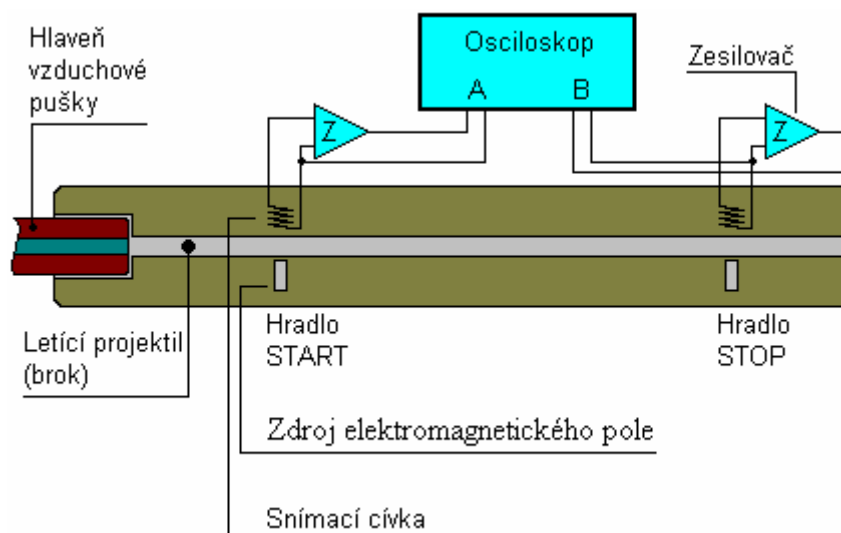 Hlaveň
vzduchové
pušky
Osciloskop
A B
Zesilovač
Z
Z
Letící projektil
(brok)
Hradlo
START
Hradlo
STOP
Zdroj elektromagnetického pole
Snímací cívka